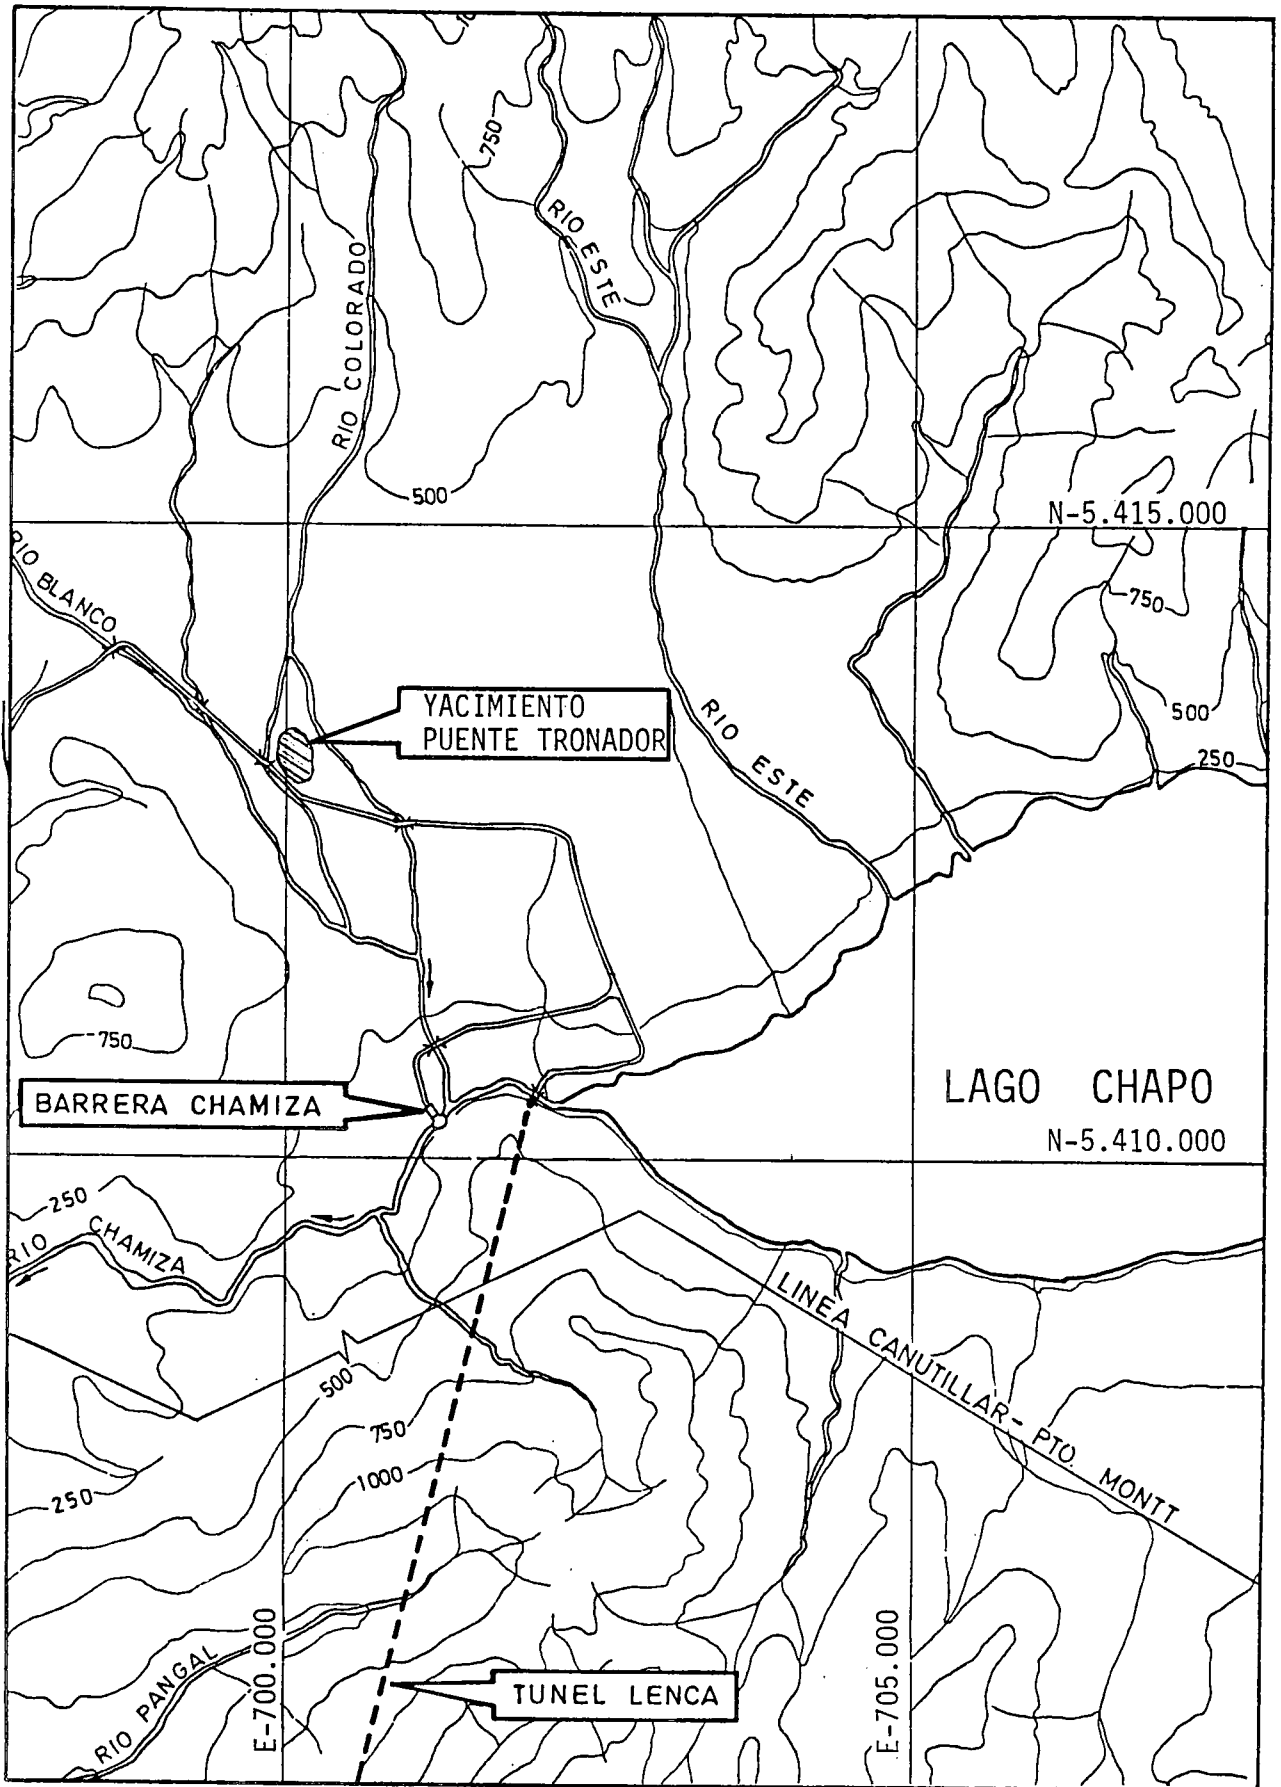 750
RIO ESTE
RIO COLORADO
500
N-5.415.000
RIO BLANCO
750
YACIMIENTO
PUENTE TRONADOR
RIO ESTE
500
250
750
LAGO CHAPO
BARRERA CHAMIZA
N-5.410.000
250
RIO CHAMIZA
LINEA CANUTILLAR- PTO. MONTT
500
750
1000
250
E-700.000
E-705.000
RIO PANGAL
TUNEL LENCA